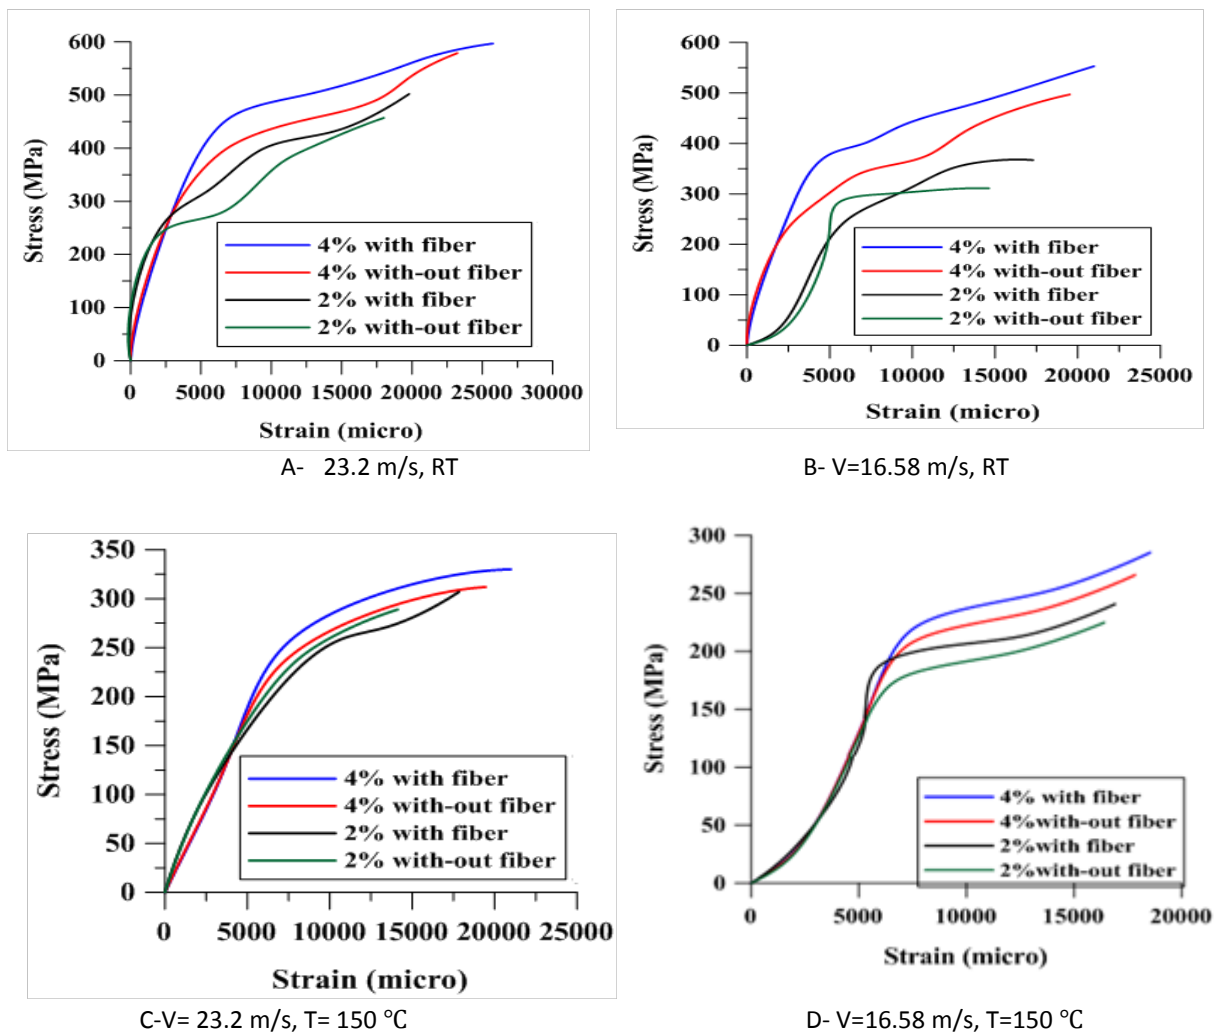 600
500
400
300
200
100
0
Stress (MPa)
4% with fiber
4% with-out fiber
2% with fiber
2% with-out fiber
0 5000 10000 15000 20000 25000 30000
Strain (micro)
A- 23.2 m/s, RT
600
500
400
300
200
100
0
Stress (MPa)
4% with fiber
4% with-out fiber
2% with fiber
2% with-out fiber
0 5000 10000 15000 20000 25000
Strain (micro)
B- V=16.58 m/s, RT
350
300
250
200
150
100
50
0
Stress (MPa)
4% with fiber
4% with-out fiber
2% with fiber
2% with-out fiber
0 5000 10000 15000 20000 25000
Strain (micro)
C-V= 23.2 m/s, T= 150 ℃
300
250
200
150
100
50
0
Stress (MPa)
4% with fiber
4%with-out fiber
2%with fiber
2%with-out fiber
0 5000 10000 15000 20000
Strain (micro)
D- V=16.58 m/s, T=150 ℃